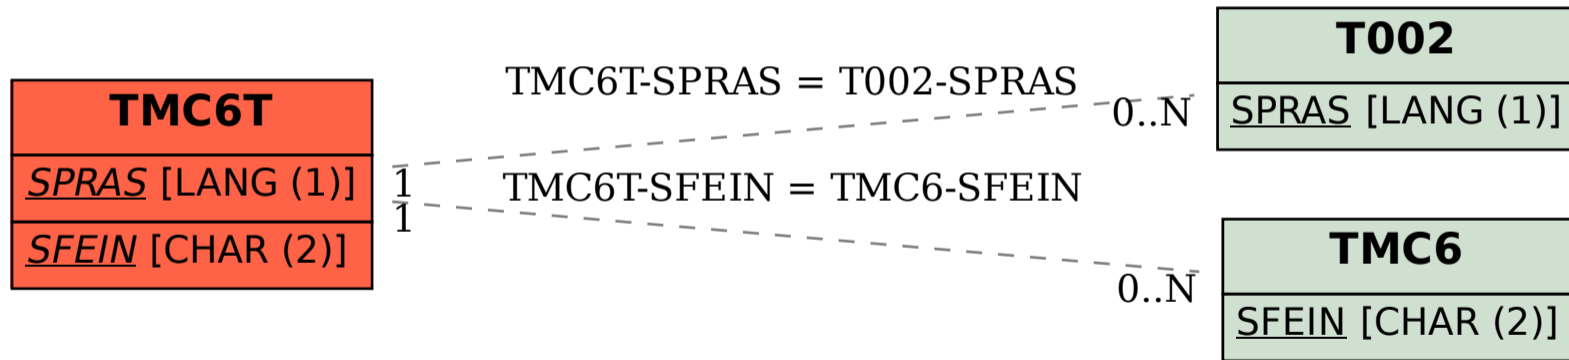 TMC6T
SPRAS [LANG (1)]
SFEIN [CHAR (2)]
TMC6T-SPRAS = T002-SPRAS
1
0..N
TMC6T-SFEIN = TMC6-SFEIN
1
0..N
T002
SPRAS [LANG (1)]
TMC6
SFEIN [CHAR (2)]